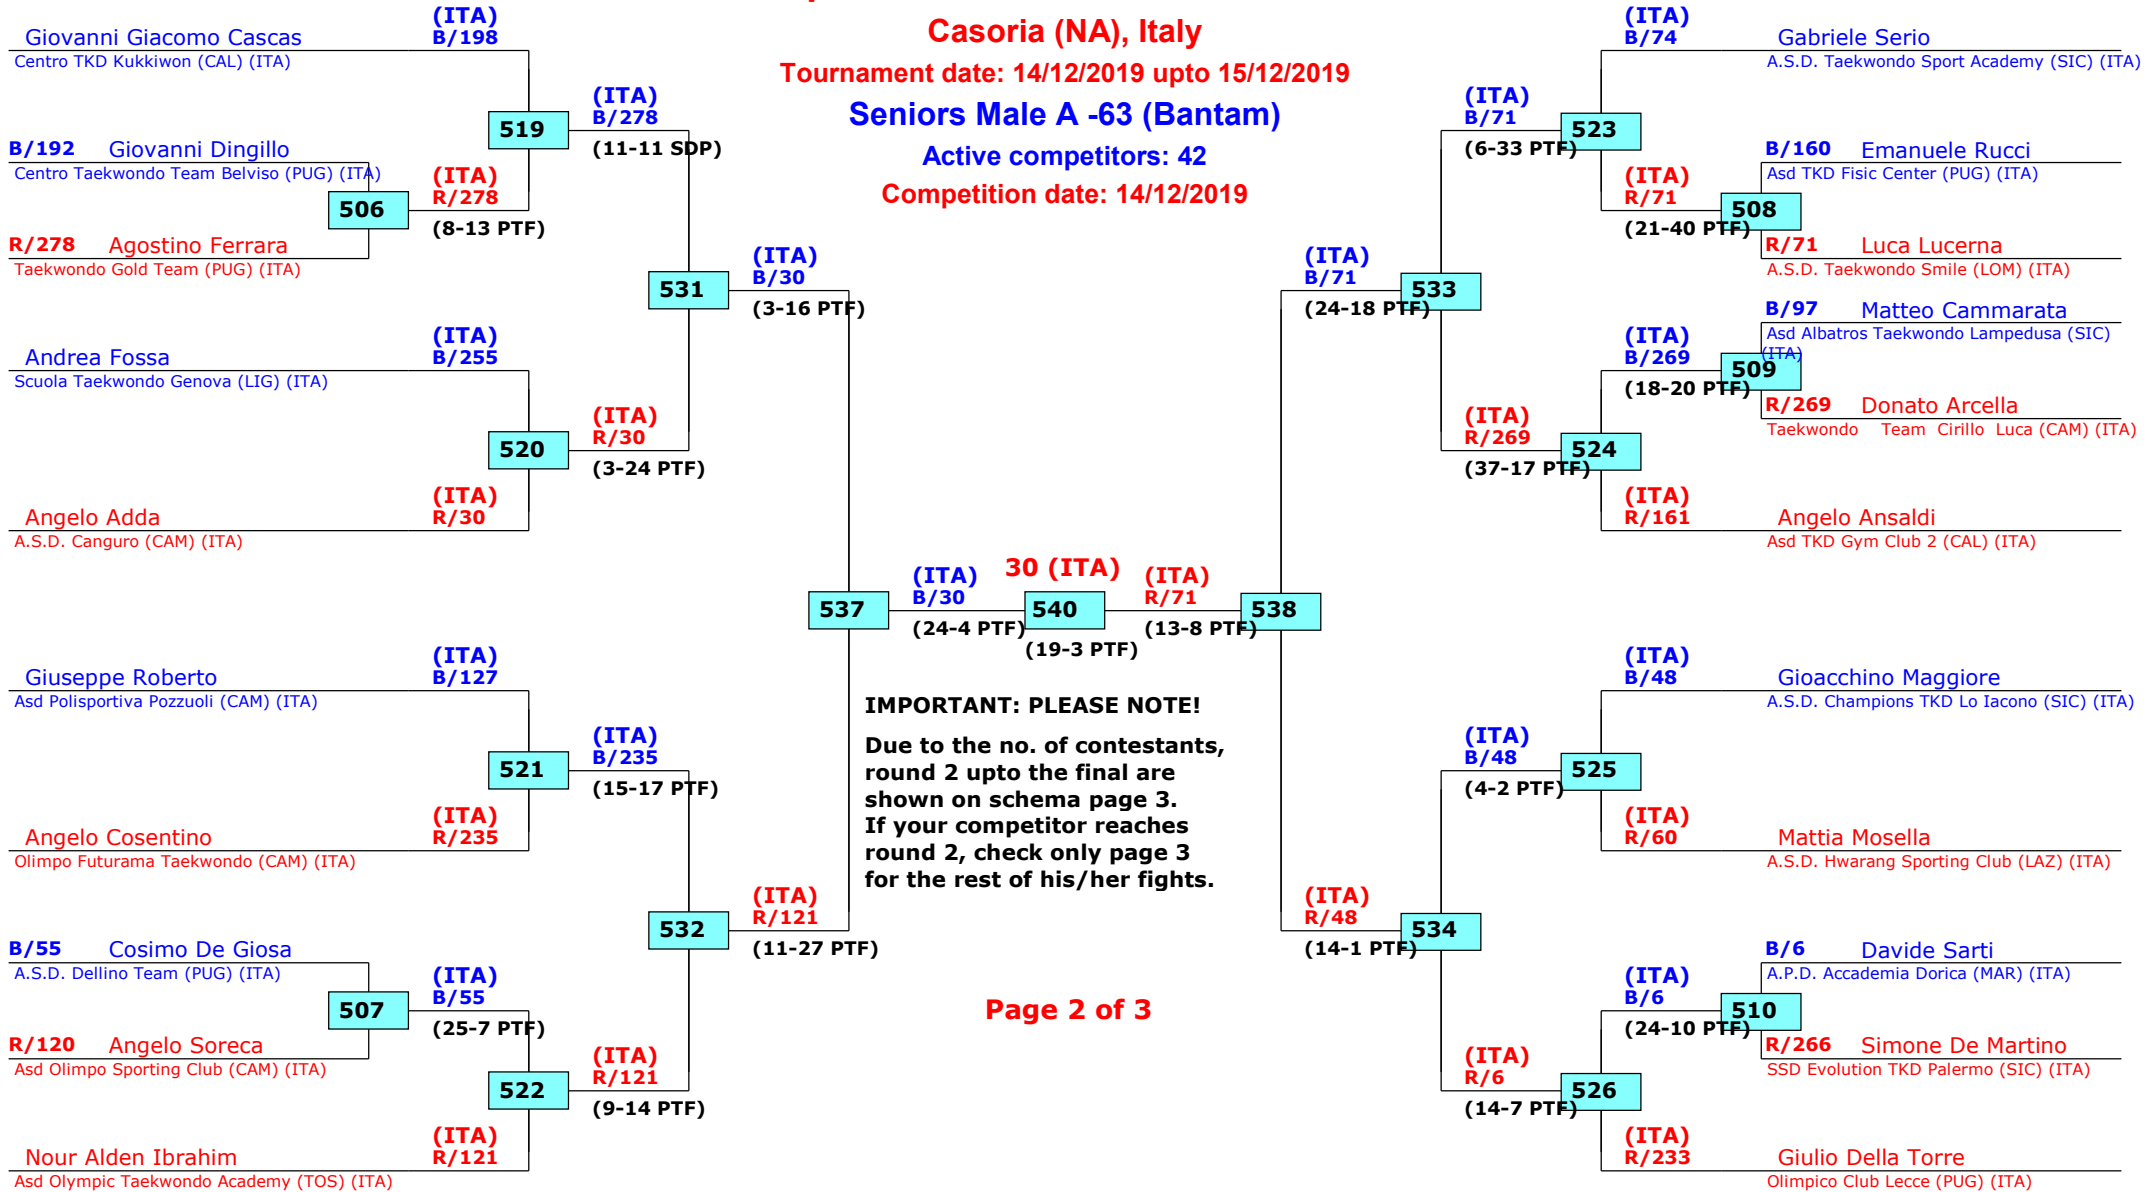 Casoria (NA), Italy
Tournament date: 14/12/2019 upto 15/12/2019
Seniors Male A -63 (Bantam)
Active competitors: 42
Competition date: 14/12/2019
(ITA)
Giovanni Giacomo Cascas B/198
Centro TKD Kukkiwon (CAL) (ITA)
(ITA)
519 B/278
(11-11 SDP)
B/192 Giovanni Dingillo
Centro Taekwondo Team Belviso (PUG) (ITA)
(ITA)
506 R/278
(8-13 PTF)
R/278 Agostino Ferrara
Taekwondo Gold Team (PUG) (ITA)
(ITA)
531 B/30
(3-16 PTF)
(ITA)
Andrea Fossa B/255
Scuola Taekwondo Genova (LIG) (ITA)
(ITA)
520 R/30
(3-24 PTF)
(ITA)
Angelo Adda R/30
A.S.D. Canguro (CAM) (ITA)
(ITA)
537 B/30
(24-4 PTF)
30 (ITA)
540
(19-3 PTF)
(ITA)
R/71 538
(13-8 PTF)
(ITA)
Giuseppe Roberto B/127
Asd Polisportiva Pozzuoli (CAM) (ITA)
(ITA)
521 B/235
(15-17 PTF)
(ITA)
Angelo Cosentino R/235
Olimpo Futurama Taekwondo (CAM) (ITA)
(ITA)
532 R/121
(11-27 PTF)
B/55 Cosimo De Giosa
A.S.D. Dellino Team (PUG) (ITA)
(ITA)
507 B/55
(25-7 PTF)
R/120 Angelo Soreca
Asd Olimpo Sporting Club (CAM) (ITA)
(ITA)
522 R/121
(9-14 PTF)
(ITA)
Nour Alden Ibrahim R/121
Asd Olympic Taekwondo Academy (TOS) (ITA)
IMPORTANT: PLEASE NOTE!
Due to the no. of contestants,
round 2 upto the final are
shown on schema page 3.
If your competitor reaches
round 2, check only page 3
for the rest of his/her fights.
Page 2 of 3
(ITA)
B/74 Gabriele Serio
A.S.D. Taekwondo Sport Academy (SIC) (ITA)
(ITA)
B/71 523
(6-33 PTF)
B/160 Emanuele Rucci
Asd TKD Fisic Center (PUG) (ITA)
(ITA)
R/71 508
(21-40 PTF)
R/71 Luca Lucerna
A.S.D. Taekwondo Smile (LOM) (ITA)
(ITA)
B/71 533
(24-18 PTF)
B/97 Matteo Cammarata
Asd Albatros Taekwondo Lampedusa (SIC)
(ITA)
(ITA)
B/269 509
(18-20 PTF)
R/269 Donato Arcella
Taekwondo Team Cirillo Luca (CAM) (ITA)
(ITA)
R/269 524
(37-17 PTF)
(ITA)
R/161 Angelo Ansaldi
Asd TKD Gym Club 2 (CAL) (ITA)
(ITA)
B/48 Gioacchino Maggiore
A.S.D. Champions TKD Lo Iacono (SIC) (ITA)
(ITA)
B/48 525
(4-2 PTF)
(ITA)
R/60 Mattia Mosella
A.S.D. Hwarang Sporting Club (LAZ) (ITA)
(ITA)
R/48 534
(14-1 PTF)
B/6 Davide Sarti
A.P.D. Accademia Dorica (MAR) (ITA)
(ITA)
B/6 510
(24-10 PTF)
R/266 Simone De Martino
SSD Evolution TKD Palermo (SIC) (ITA)
(ITA)
R/6 526
(14-7 PTF)
(ITA)
R/233 Giulio Della Torre
Olimpico Club Lecce (PUG) (ITA)